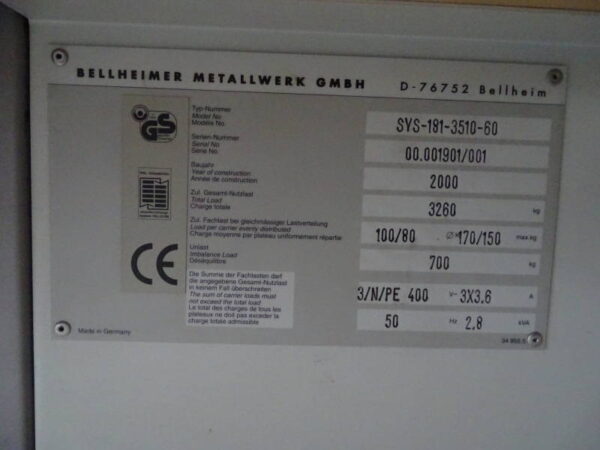 BELLHEIMER METALLWERK GMBH D-76752 Bellheim
GS
Typ-Nummer
Model No
Modèle No.
SYS-181-3510-60
Serien-Nummer
Serial No
Série No.
00.001901/001
Baujahr
Year of construction
Année de construction
2000
Zul. Gesamt-Nutzlast
Total Load
Charge totale
3260 kg
Zul. Fachlast bei gleichmässiger Lastverteilung
Load per carrier evenly distributed
Charge moyenne par plateau uniformement répartie
100/80 170/150 max.kg
Unlast
Imbalance Load
Deséquilibre
700 kg
CE
Die Summe der Fachlasten darf
die angegebene Gesamt-Nutzlast
in keinem Fall überschreiten
The sum of carrier loads must
not exceed the total load
Le total des charges de tous les
plateaux ne doit pas exceder la
charge totale admissible
3/N/PE 400 V~ 3X3.6 A
50 Hz 2.8 kVA
Made in Germany